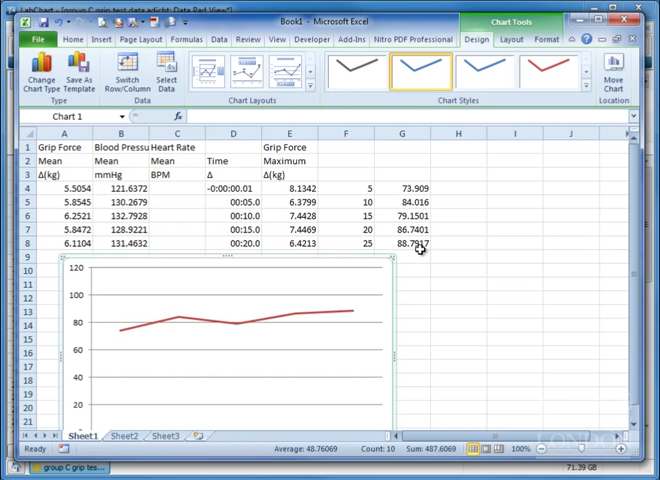 LabChart - [group C grip test data adicht: Data Pad View*]
Book1 - Microsoft Excel
Chart Tools
File Home Insert Page Layout Formulas Data Review View Developer Add-Ins Nitro PDF Professional Design Layout Format
Change Chart Type
Save As Template
Switch Row/Column
Select Data
Move Chart
Type Data Chart Layouts Chart Styles Location
Chart 1 fx
A B C D E F G H I J K
1 Grip Force Blood Pressu Heart Rate Grip Force
2 Mean Mean Mean Time Maximum
3 Δ(kg) mmHg BPM Δ Δ(kg)
4 5.5054 121.6372 -0:00:00.01 8.1342 5 73.909
5 5.8545 130.2679 00:05.0 6.3799 10 84.016
6 6.2521 132.7928 00:10.0 7.4428 15 79.1501
7 5.8472 128.9221 00:15.0 7.4469 20 86.7401
8 6.1104 131.4632 00:20.0 6.4213 25 88.7917
9
10
11
12
13
14
15
16
17
18
19
20
21
120
100
80
60
40
20
Sheet1 Sheet2 Sheet3
Ready Average: 48.76069 Count: 10 Sum: 487.6069 100%
group C grip tes...
71.39 GB